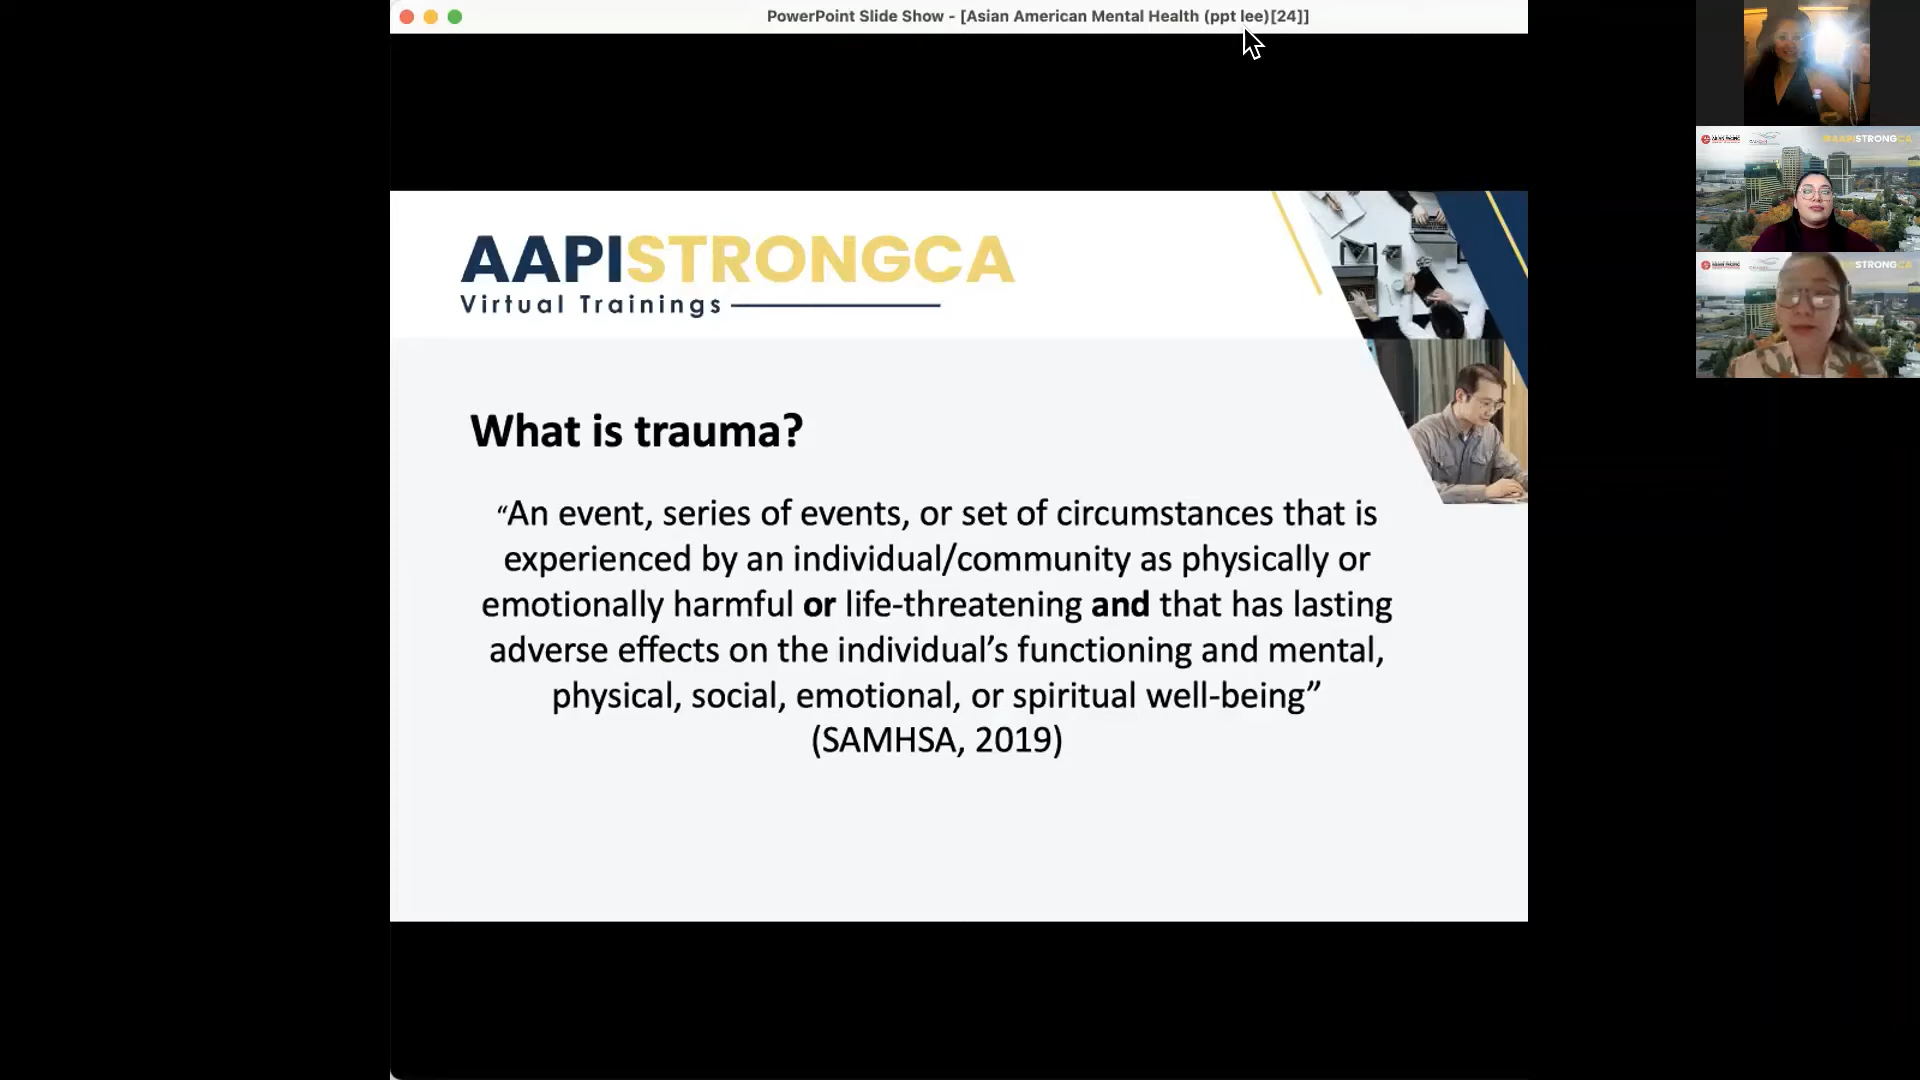 PowerPoint Slide Show - [Asian American Mental Health (ppt lee)[24]]
AAPISTRONGCA
Virtual Trainings
What is trauma?
“An event, series of events, or set of circumstances that is
experienced by an individual/community as physically or
emotionally harmful or life-threatening and that has lasting
adverse effects on the individual’s functioning and mental,
physical, social, emotional, or spiritual well-being”
(SAMHSA, 2019)
AAPISTRONGCA
STRONGCA